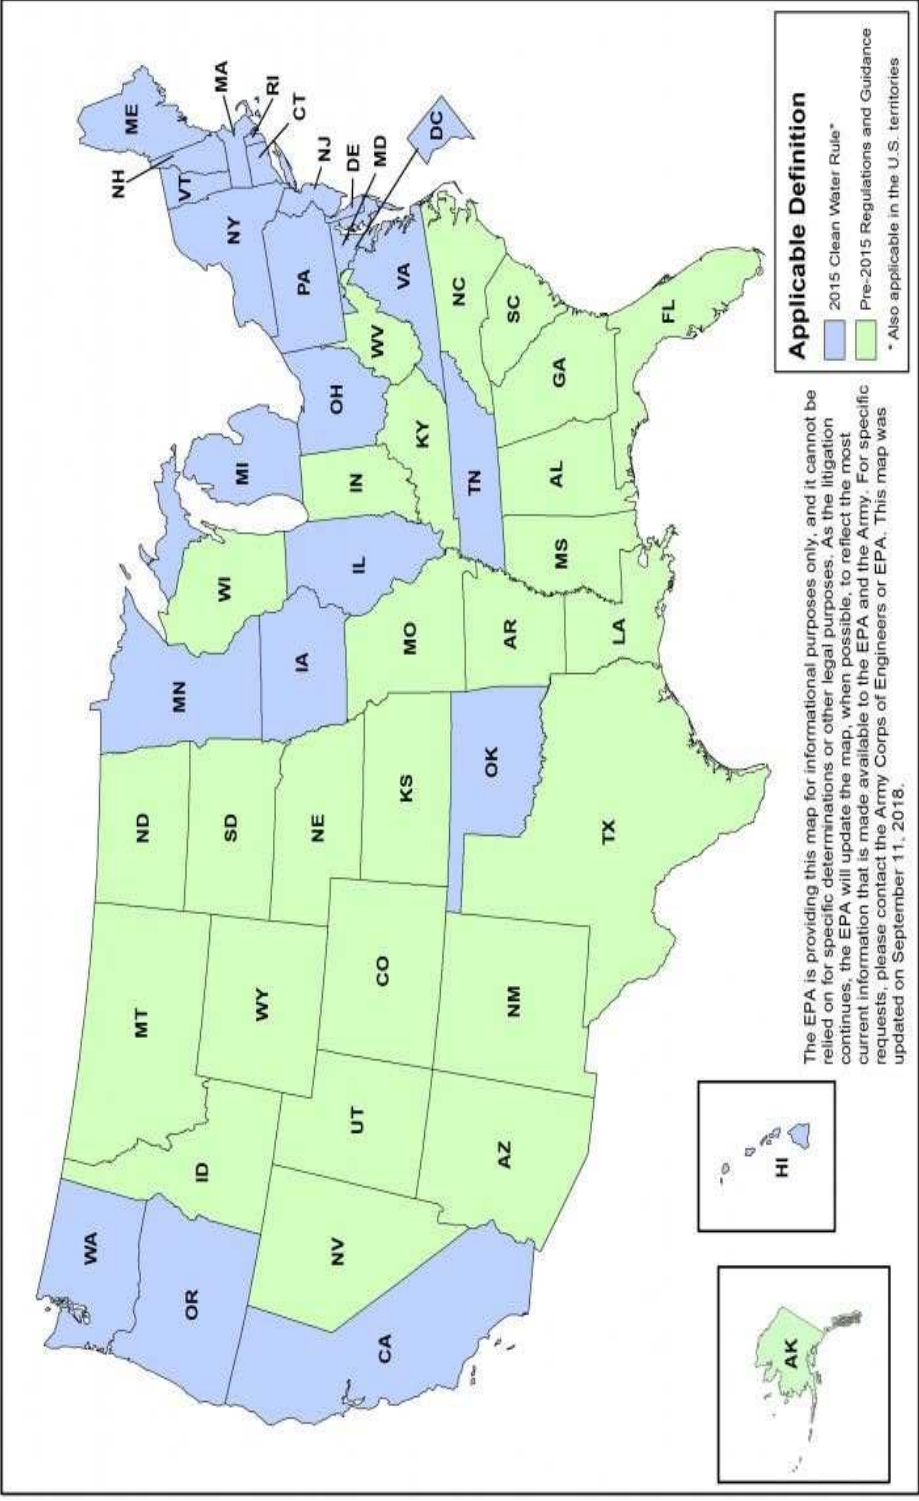 WA
OR
CA
NV
ID
MT
WY
UT
AZ
CO
NM
ND
SD
NE
KS
OK
TX
MN
IA
MO
AR
LA
WI
IL
MI
IN
OH
KY
TN
MS
AL
GA
FL
SC
NC
WV
VA
PA
NY
VT
NH
ME
MA
RI
CT
NJ
DE
MD
DC
AK
HI
The EPA is providing this map for informational purposes only, and it cannot be
relied on for specific determinations or other legal purposes. As the litigation
continues, the EPA will update the map, when possible, to reflect the most
current information that is made available to the EPA and the Army. For specific
requests, please contact the Army Corps of Engineers or EPA. This map was
updated on September 11, 2018.
Applicable Definition
2015 Clean Water Rule*
Pre-2015 Regulations and Guidance
* Also applicable in the U.S. territories